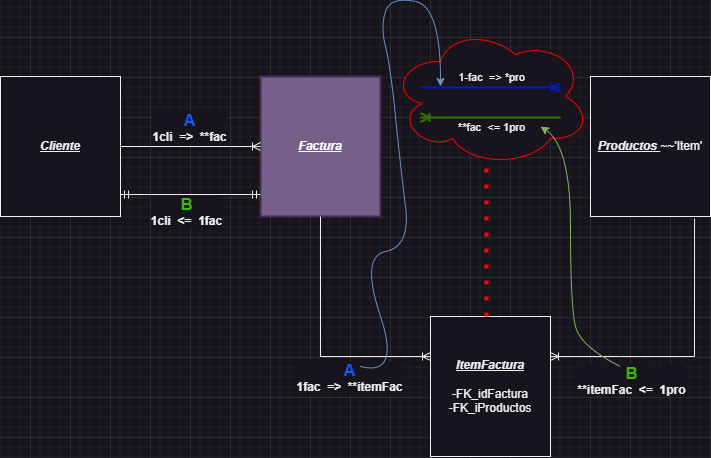 1-fac => *pro
A
1cli => **fac
**fac <= 1pro
Cliente
Factura
Productos ~~'Item'
B
1cli <= 1fac
ItemFactura
A
1fac => **itemFac
B
**itemFac <= 1pro
-FK_idFactura
-FK_iProductos